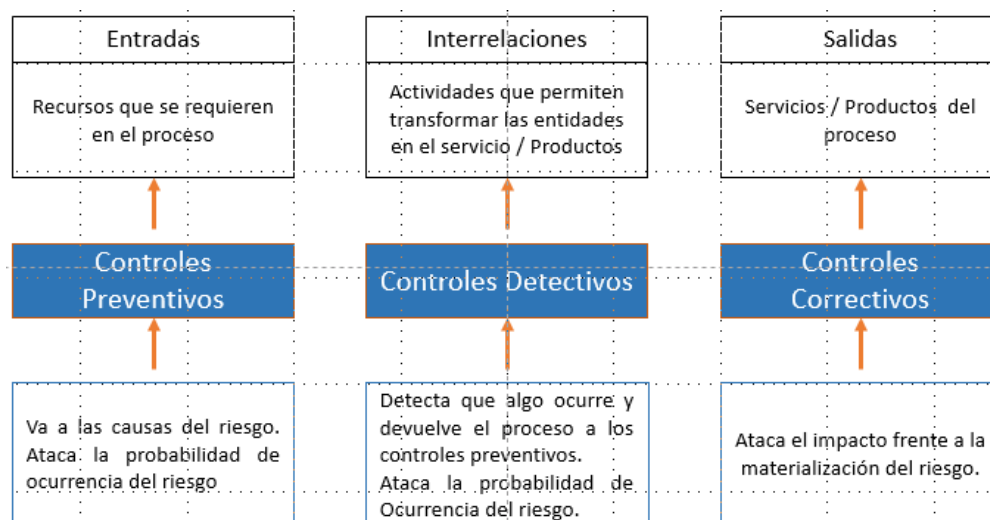 Entradas
Recursos que se requieren
en el proceso
Interrelaciones
Actividades que permiten
transformar las entidades
en el servicio / Productos
Salidas
Servicios / Productos del
proceso
Controles
Preventivos
Controles Detectivos
Controles
Correctivos
Va a las causas del riesgo.
Ataca la probabilidad de
ocurrencia del riesgo
Detecta que algo ocurre y
devuelve el proceso a los
controles preventivos.
Ataca la probabilidad de
Ocurrencia del riesgo.
Ataca el impacto frente a la
materialización del riesgo.